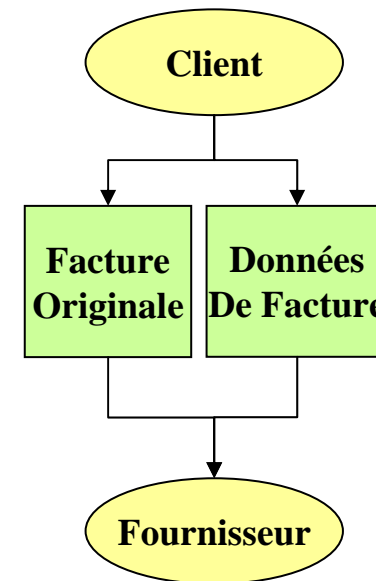 Client
Facture
Originale
Données
De Facture
Fournisseur